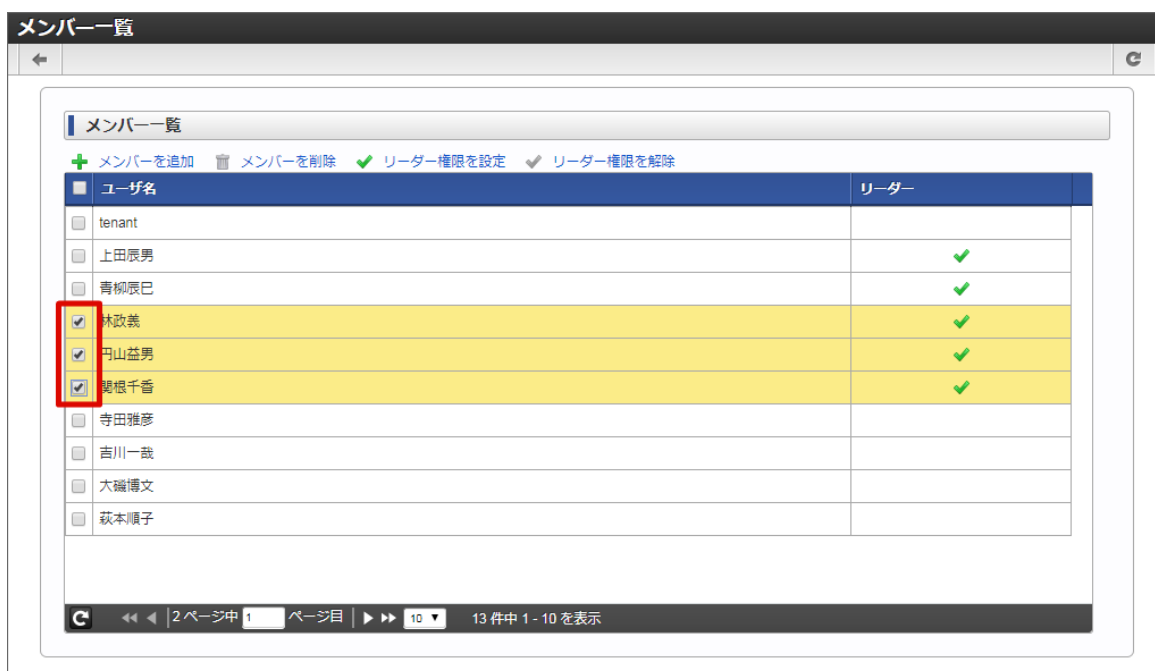 メンバー一覧
メンバー一覧
メンバーを追加 メンバーを削除 リーダー権限を設定 リーダー権限を解除
ユーザ名 リーダー
tenant
上田辰男
青柳辰巳
林政義
円山益男
関根千香
寺田雅彦
吉川一哉
大磯博文
萩本順子
2 ページ中 1 ページ目 10 13 件中 1 - 10 を表示